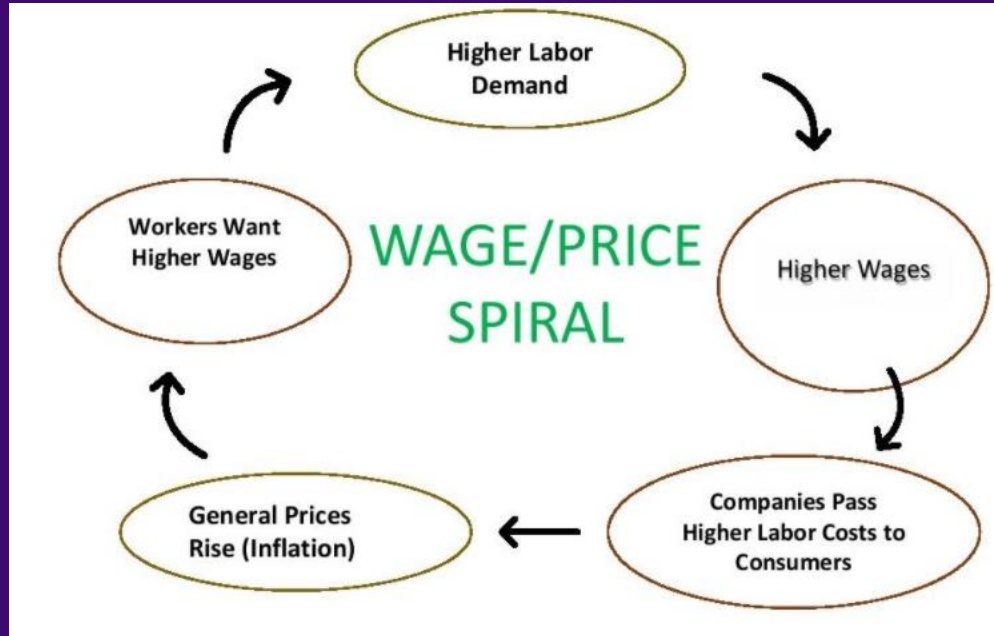 Higher Labor
Demand
Workers Want
Higher Wages
WAGE/PRICE
SPIRAL
Higher Wages
General Prices
Rise (Inflation)
Companies Pass
Higher Labor Costs to
Consumers